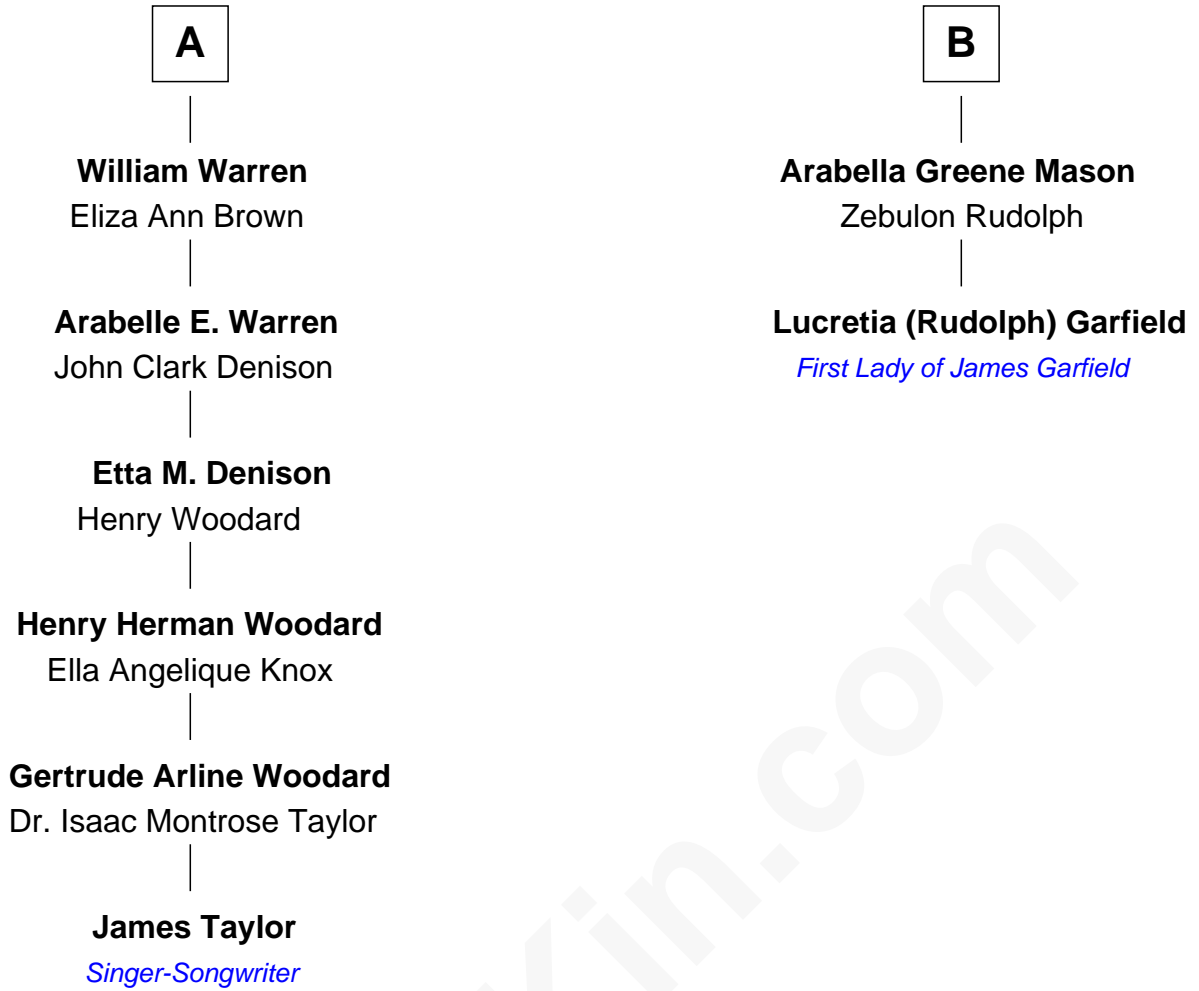 A
William Warren
Eliza Ann Brown
Arabelle E. Warren
John Clark Denison
Etta M. Denison
Henry Woodard
Henry Herman Woodard
Ella Angelique Knox
Gertrude Arline Woodard
Dr. Isaac Montrose Taylor
James Taylor
Singer-Songwriter
B
Arabella Greene Mason
Zebulon Rudolph
Lucretia (Rudolph) Garfield
First Lady of James Garfield
Kin.com